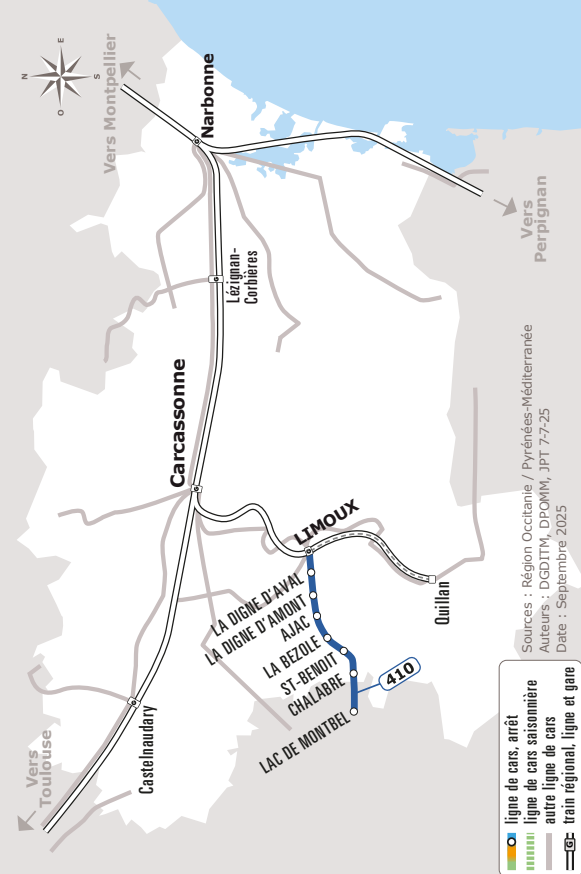 N
E
S
O
Vers Montpellier
Narbonne
Lézignan-
Corbières
Vers
Perpignan
Carcassonne
LIMOUX
LA DIGNE D'AVAL
LA DIGNE D'AMONT
AJAC
LA BEZOLE
ST-BENOIT
CHALABRE
LAC DE MONTBEL
410
Quillan
Castelnaudary
Vers
Toulouse
Sources : Région Occitanie / Pyrénées-Méditerranée
Auteurs : DGDITM, DPOMM, JPT 7-7-25
Date : Septembre 2025
ligne de cars, arrêt
ligne de cars saisonnière
autre ligne de cars
G train régional, ligne et gare